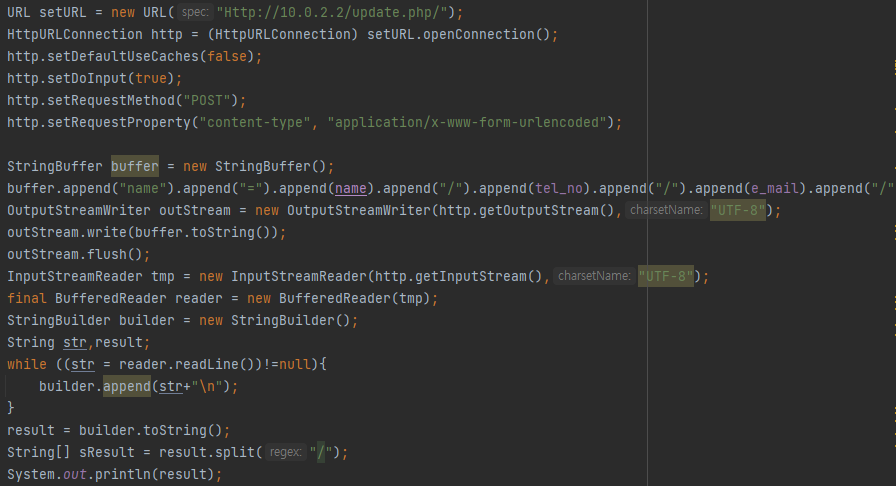 URL setURL = new URL( spec: "Http://10.0.2.2/update.php/");
HttpURLConnection http = (HttpURLConnection) setURL.openConnection();
http.setDefaultUseCaches(false);
http.setDoInput(true);
http.setRequestMethod("POST");
http.setRequestProperty("content-type", "application/x-www-form-urlencoded");
StringBuffer buffer = new StringBuffer();
buffer.append("name").append("=").append(name).append("/").append(tel_no).append("/").append(e_mail).append("/"
OutputStreamWriter outStream = new OutputStreamWriter(http.getOutputStream(), charsetName: "UTF-8");
outStream.write(buffer.toString());
outStream.flush();
InputStreamReader tmp = new InputStreamReader(http.getInputStream(), charsetName: "UTF-8");
final BufferedReader reader = new BufferedReader(tmp);
StringBuilder builder = new StringBuilder();
String str,result;
while ((str = reader.readLine())!=null){
    builder.append(str+"\n");
}
result = builder.toString();
String[] sResult = result.split( regex: "/");
System.out.println(result);